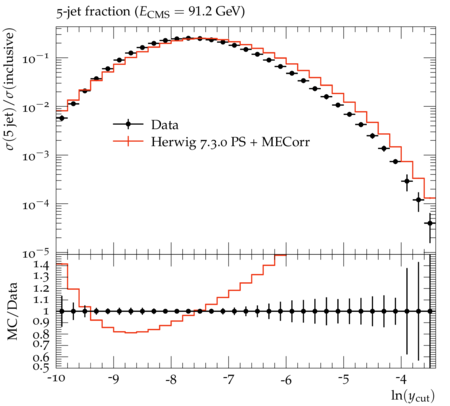 5-jet fraction (E_CMS = 91.2 GeV)
σ(5 jet)/σ(inclusive)
10^−1
10^−2
10^−3
10^−4
10^−5
Data
Herwig 7.3.0 PS + MECorr
MC/Data
1.4
1.3
1.2
1.1
1
0.9
0.8
0.7
0.6
0.5
-10 -9 -8 -7 -6 -5 -4
ln(y_cut)